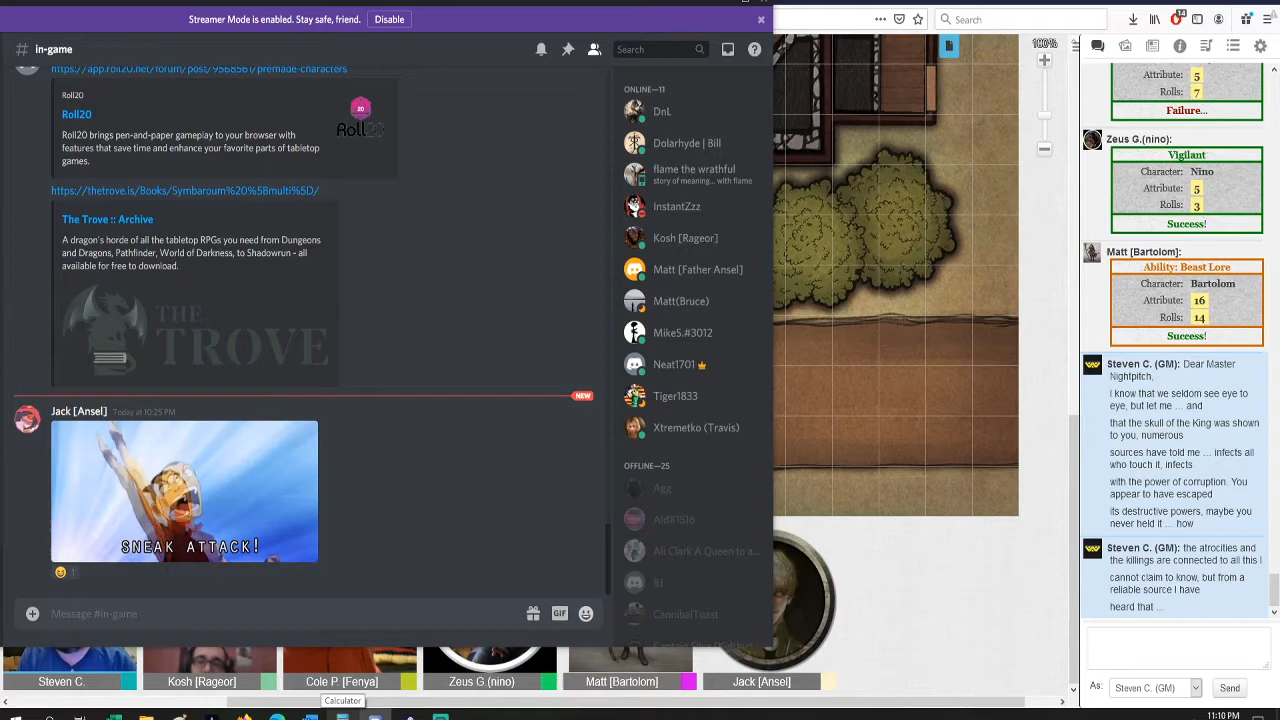 Streamer Mode is enabled. Stay safe, friend.
Disable
Search
14
# in-game
Search
https://app.roll20.net/forum/post/
Roll20
Roll20
Roll20 brings pen-and-paper gameplay to your browser with
features that save time and enhance your favorite parts of tabletop
games.
https://thetrove.is/Books/Symbaroum%20%5Bmulti%5D/
The Trove :: Archive
A dragon's horde of all the tabletop RPGs you need from Dungeons
and Dragons, Pathfinder, World of Darkness, to Shadowrun - all
available for free to download.
NEW
Jack [Ansel] Today at 10:25 PM
SNEAK ATTACK!
1
Message #in-game
GIF
ONLINE—11
DnL
Dolarhyde | Bill
flame the wrathful
story of meaning... with flame
InstantZzz
Kosh [Rageor]
Matt [Father Ansel]
Matt(Bruce)
MikeS.#3012
Neat1701
Tiger1833
Xtremetko (Travis)
OFFLINE—25
Agg
AldX1516
Ali Clark A Queen to a...
BJ
CannibalToast
100%
Attribute: 5
Rolls: 7
Failure...
Zeus G.(nino):
Vigilant
Character: Nino
Attribute: 5
Rolls: 3
Success!
Matt [Bartolom]:
Ability: Beast Lore
Character: Bartolom
Attribute: 16
Rolls: 14
Success!
Steven C. (GM): Dear Master
Nightpitch,
I know that we seldom see eye to
eye, but let me ... and
that the skull of the King was shown
to you, numerous
sources have told me ... infects all
who touch it, infects
with the power of corruption. You
appear to have escaped
its destructive powers, maybe you
never held it ... how
Steven C. (GM): the atrocities and
the killings are connected to all this I
cannot claim to know, but from a
reliable source I have
heard that ...
As: Steven C. (GM)
Send
Steven C.
Kosh [Rageor]
Cole P. [Fenya]
Zeus G.(nino)
Matt [Bartolom]
Jack [Ansel]
Calculator
11:10 PM